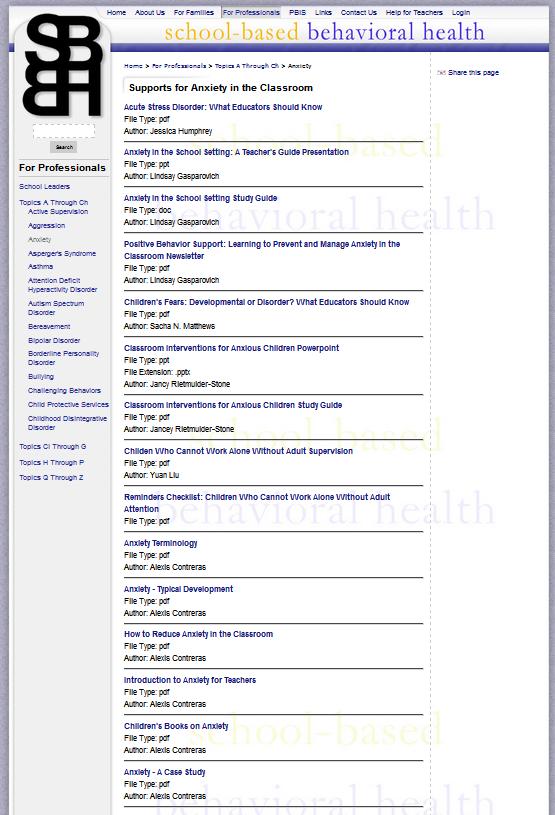 Home About Us For Families For Professionals PBIS Links Contact Us Help for Teachers Login
school-based behavioral health
SBBH
Search
For Professionals
School Leaders
Topics A Through Ch
Active Supervision
Aggression
Anxiety
Asperger's Syndrome
Asthma
Attention Deficit
Hyperactivity Disorder
Autism Spectrum
Disorder
Bereavement
Bipolar Disorder
Borderline Personality
Disorder
Bullying
Challenging Behaviors
Child Protective Services
Childhood Disintegrative
Disorder
Topics Ci Through G
Topics H Through P
Topics Q Through Z
Home > For Professionals > Topics A Through Ch > Anxiety
Share this page
Supports for Anxiety in the Classroom
Acute Stress Disorder: What Educators Should Know
File Type: pdf
Author: Jessica Humphrey
Anxiety in the School Setting: A Teacher's Guide Presentation
File Type: ppt
Author: Lindsay Gasparovich
Anxiety in the School Setting Study Guide
File Type: doc
Author: Lindsay Gasparovich
Positive Behavior Support: Learning to Prevent and Manage Anxiety in the
Classroom Newsletter
File Type: pdf
Author: Lindsay Gasparovich
Children's Fears: Developmental or Disorder? What Educators Should Know
File Type: pdf
Author: Sacha N. Matthews
Classroom Interventions for Anxious Children Powerpoint
File Type: ppt
File Extension: .pptx
Author: Jancy Rietmulder-Stone
Classroom Interventions for Anxious Children Study Guide
File Type: pdf
Author: Jancey Rietmulder-Stone
Childen Who Cannot Work Alone Without Adult Supervision
File Type: pdf
Author: Yuan Liu
Reminders Checklist: Children Who Cannot Work Alone Without Adult
Attention
File Type: pdf
Anxiety Terminology
File Type: pdf
Author: Alexis Contreras
Anxiety - Typical Development
File Type: pdf
Author: Alexis Contreras
How to Reduce Anxiety in the Classroom
File Type: pdf
Author: Alexis Contreras
Introduction to Anxiety for Teachers
File Type: pdf
Author: Alexis Contreras
Children's Books on Anxiety
File Type: pdf
Author: Alexis Contreras
Anxiety - A Case Study
File Type: pdf
Author: Alexis Contreras
school-based
behavioral health
school-based
behavioral health
school-based
behavioral health